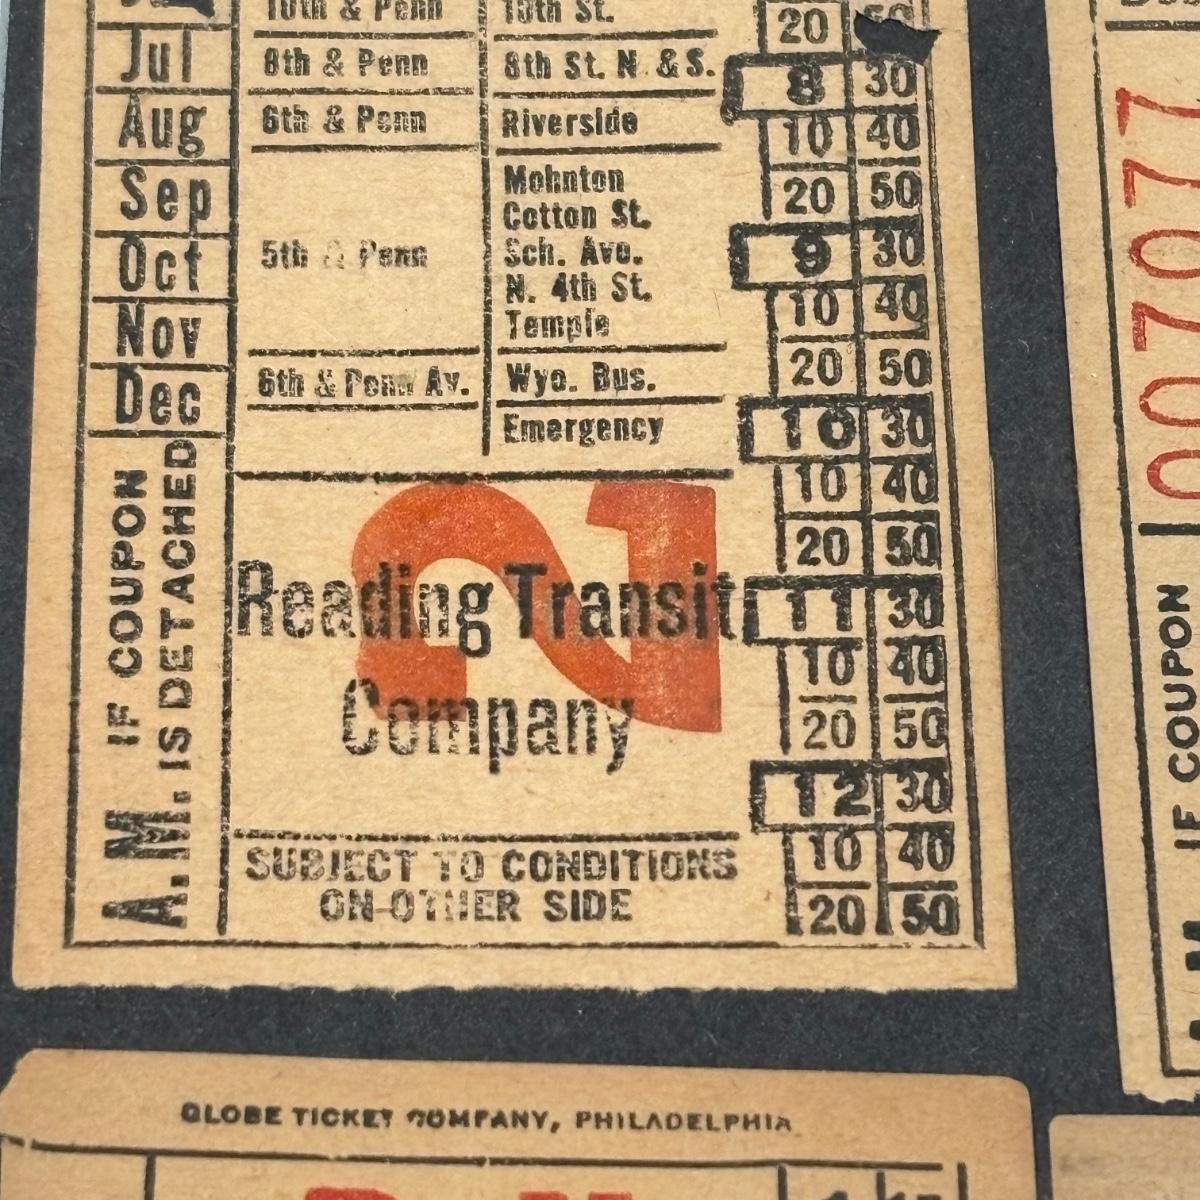 Jul
Aug
Sep
Oct
Nov
Dec
A.M. IF COUPON
IS DETACHED
10th & Penn 10th St.
8th & Penn 8th St. N. & S.
6th & Penn Riverside
5th & Penn Mohnton
Cotton St.
Sch. Ave.
N. 4th St.
Temple
6th & Penn Av. Wyo. Bus.
Emergency
2
Reading Transit
Company
SUBJECT TO CONDITIONS
ON OTHER SIDE
20 50
8 30
10 40
20 50
9 30
10 40
20 50
10 30
10 40
20 50
11 30
10 40
20 50
12 30
10 40
20 50
007077
IF COUPON
GLOBE TICKET COMPANY, PHILADELPHIA